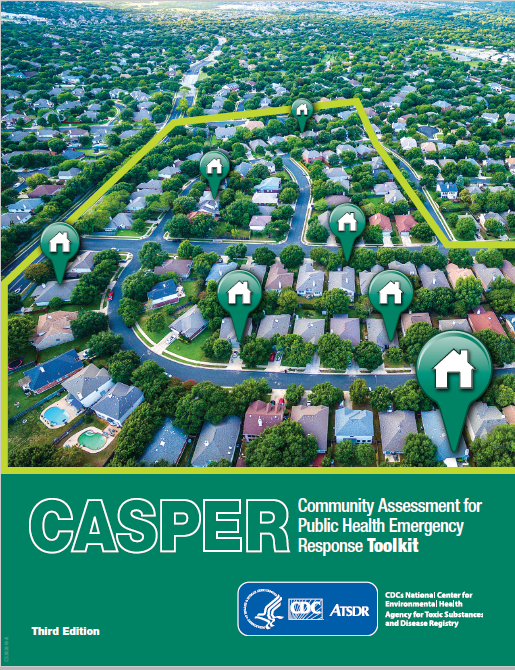 CASPER
Community Assessment for
Public Health Emergency
Response Toolkit
CDC
ATSDR
CDCs National Center for
Environmental Health
Agency for Toxic Substances
and Disease Registry
Third Edition